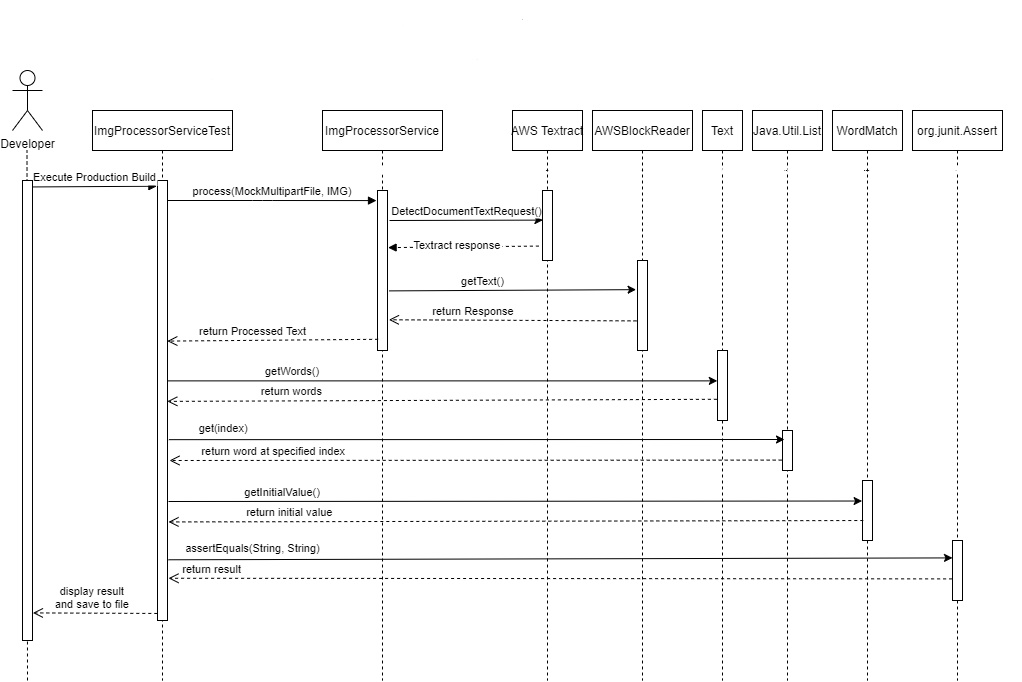 Developer
ImgProcessorServiceTest
ImgProcessorService
AWS Textract
AWSBlockReader
Text
Java.Util.List
WordMatch
org.junit.Assert
Execute Production Build
process(MockMultipartFile, IMG)
DetectDocumentTextRequest()
Textract response
getText()
return Response
return Processed Text
getWords()
return words
get(index)
return word at specified index
getInitialValue()
return initial value
assertEquals(String, String)
return result
display result
and save to file